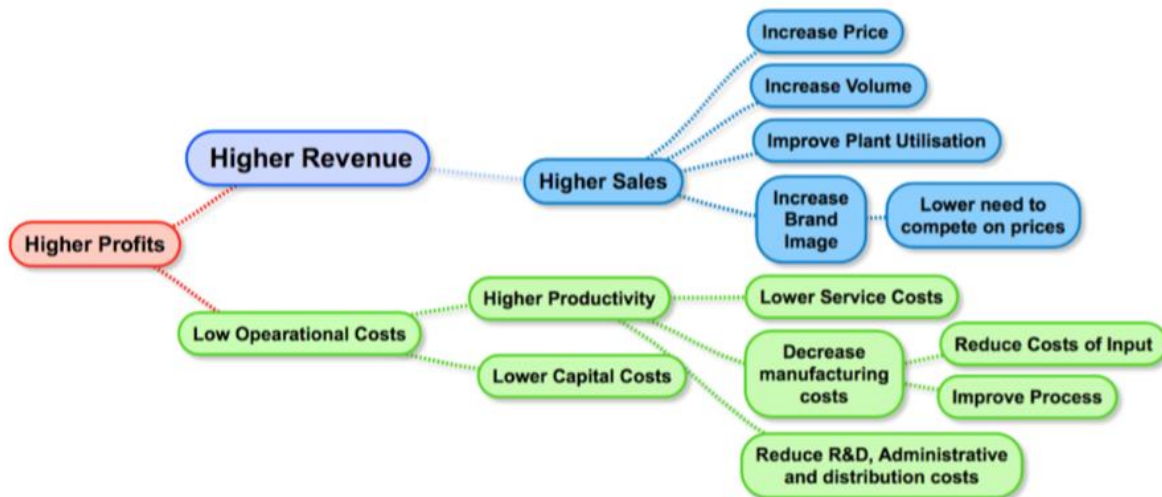 Increase Price
Increase Volume
Improve Plant Utilisation
Higher Revenue
Higher Sales
Increase
Brand
Image
Lower need to
compete on prices
Higher Profits
Higher Productivity
Lower Service Costs
Low Opearational Costs
Decrease
manufacturing
costs
Reduce Costs of Input
Lower Capital Costs
Improve Process
Reduce R&D, Administrative
and distribution costs